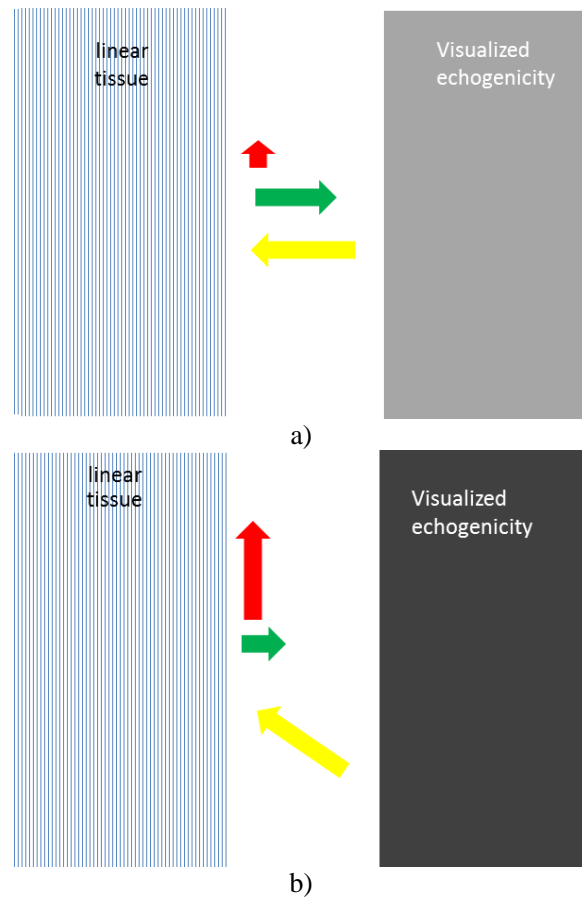 linear
tissue
Visualized
echogenicity
a)
linear
tissue
Visualized
echogenicity
b)